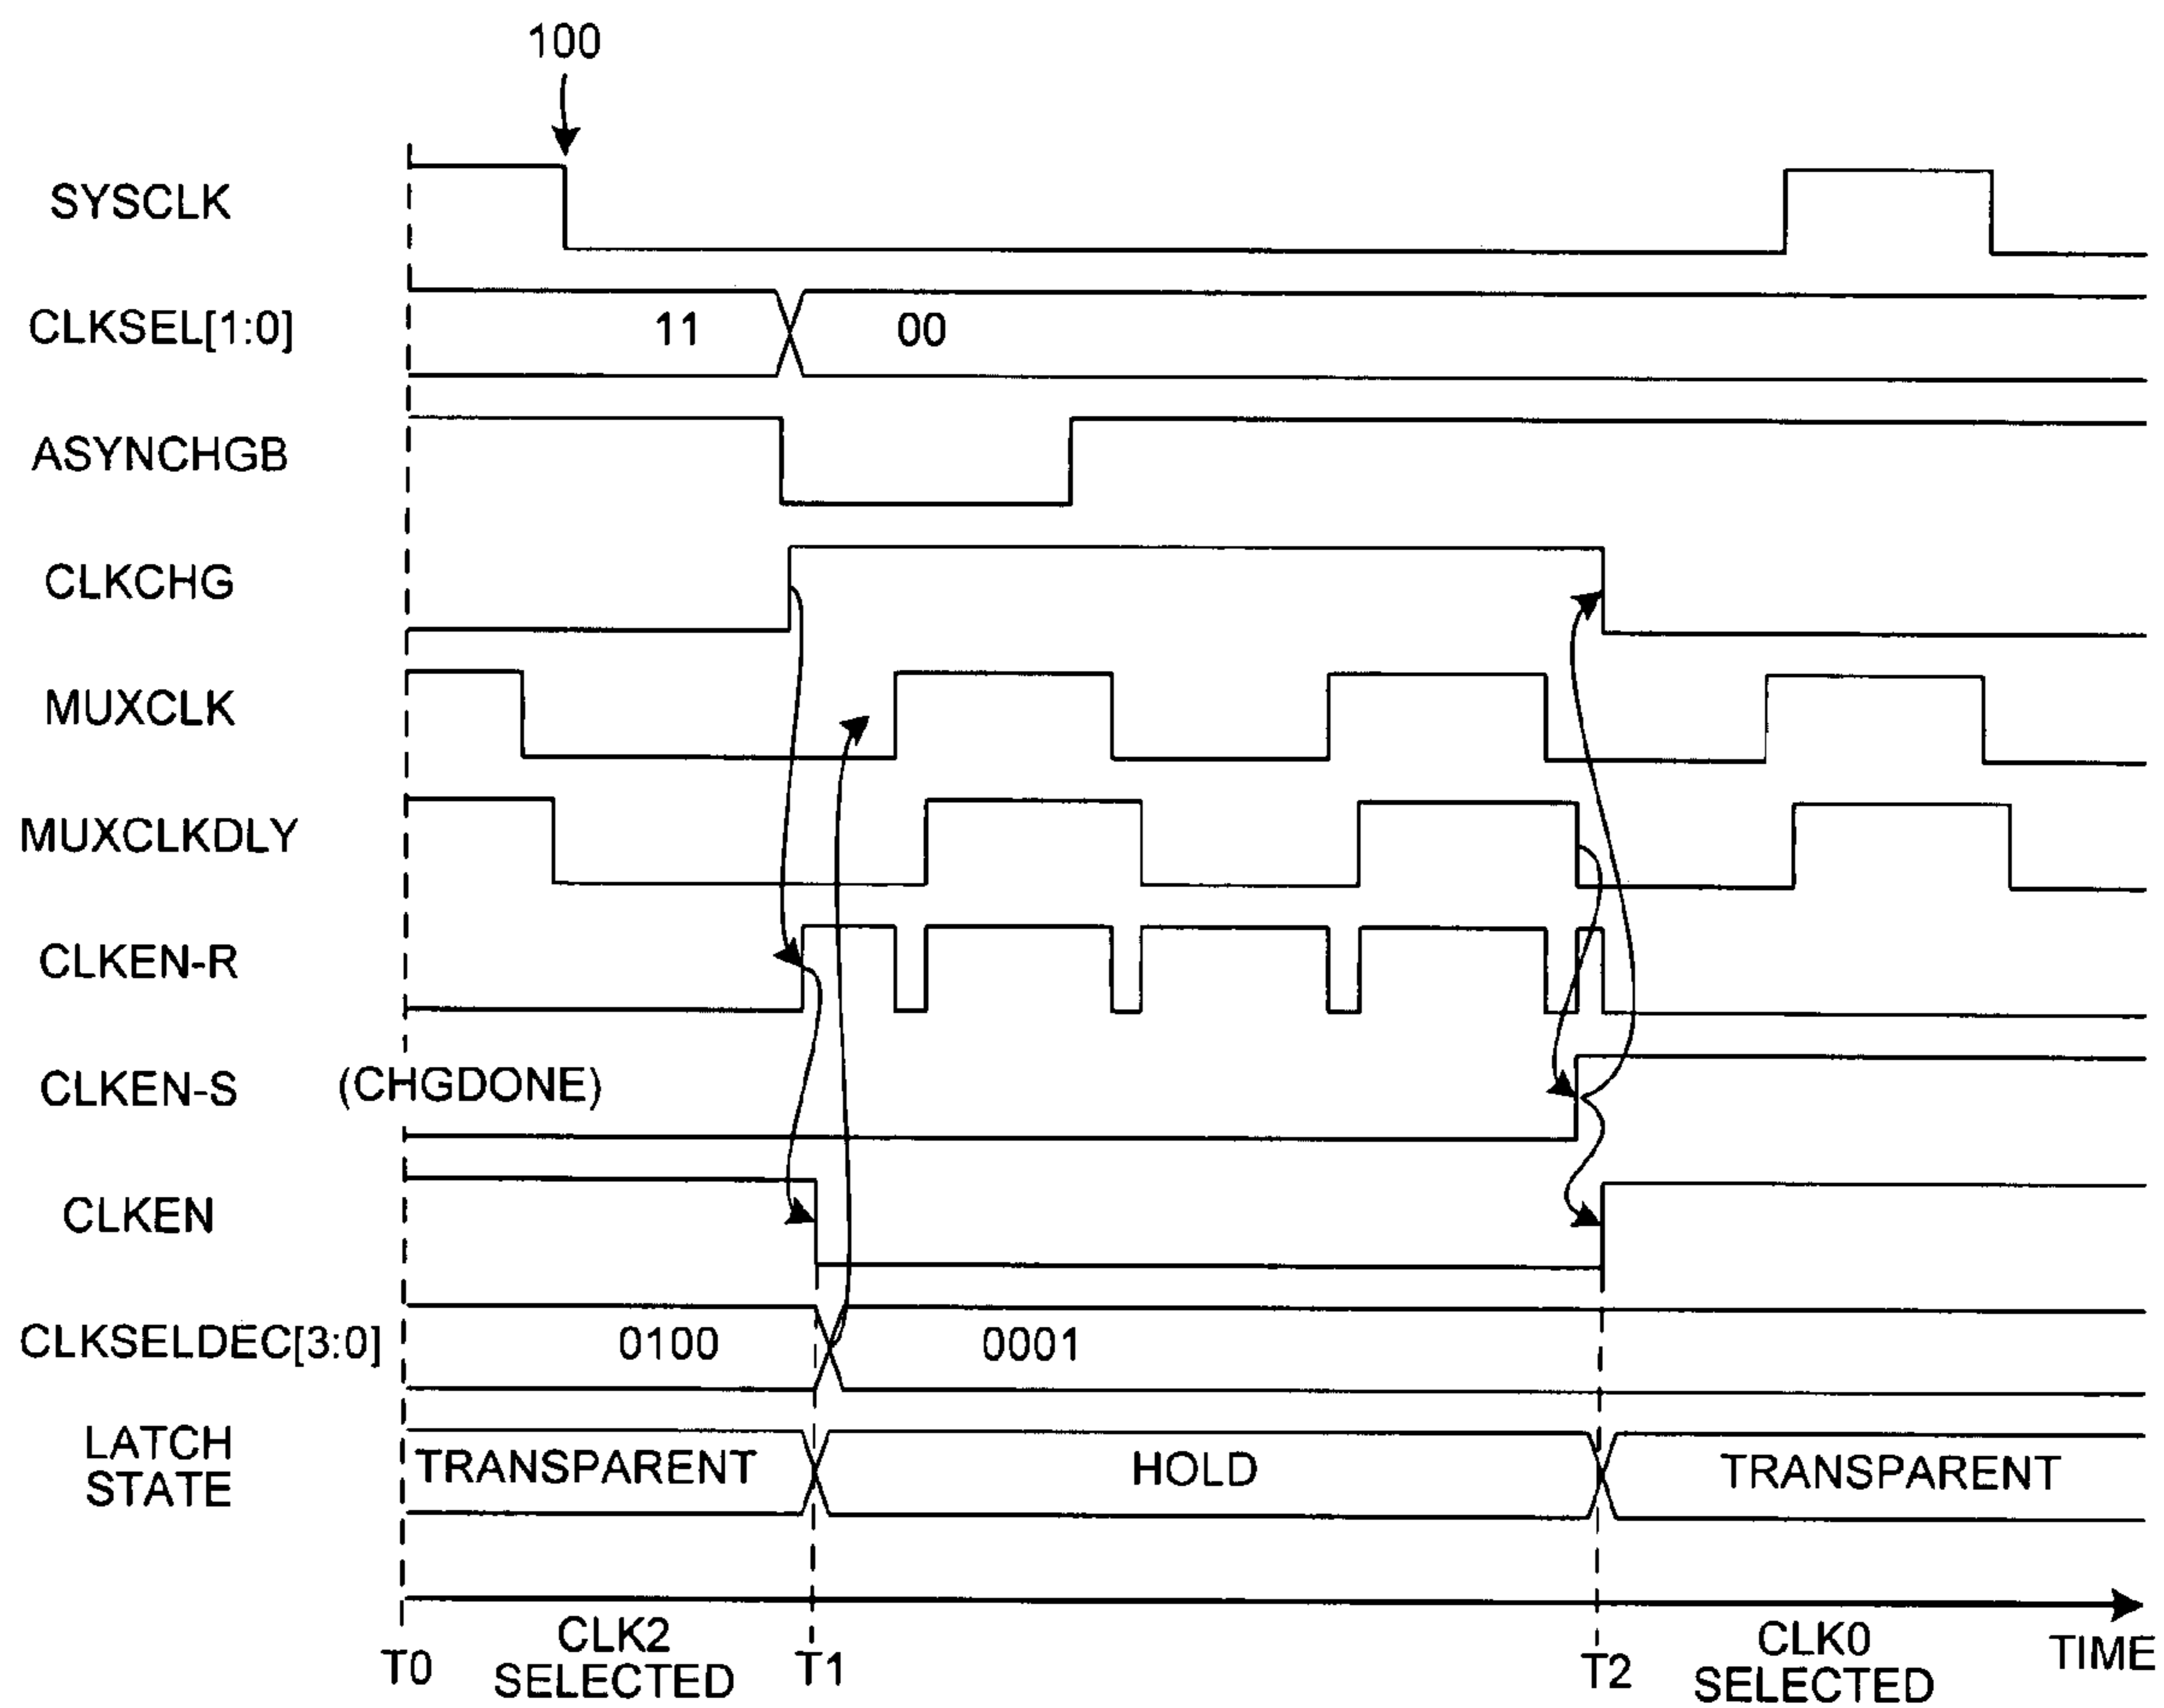 100
SYSCLK
CLKSEL[1:0]
11
00
ASYNCHGB
CLKCHG
MUXCLK
MUXCLKDLY
CLKEN-R
CLKEN-S
(CHGDONE)
CLKEN
CLKSELDEC[3:0]
0100
0001
LATCH
STATE
TRANSPARENT
HOLD
TRANSPARENT
T0
CLK2
SELECTED
T1
T2
CLK0
SELECTED
TIME